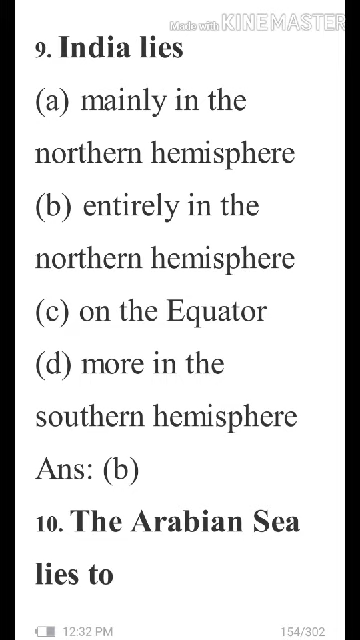 Made with KINEMASTER
9. India lies
(a) mainly in the
northern hemisphere
(b) entirely in the
northern hemisphere
(c) on the Equator
(d) more in the
southern hemisphere
Ans: (b)
10. The Arabian Sea
lies to
12:32 PM 154/302